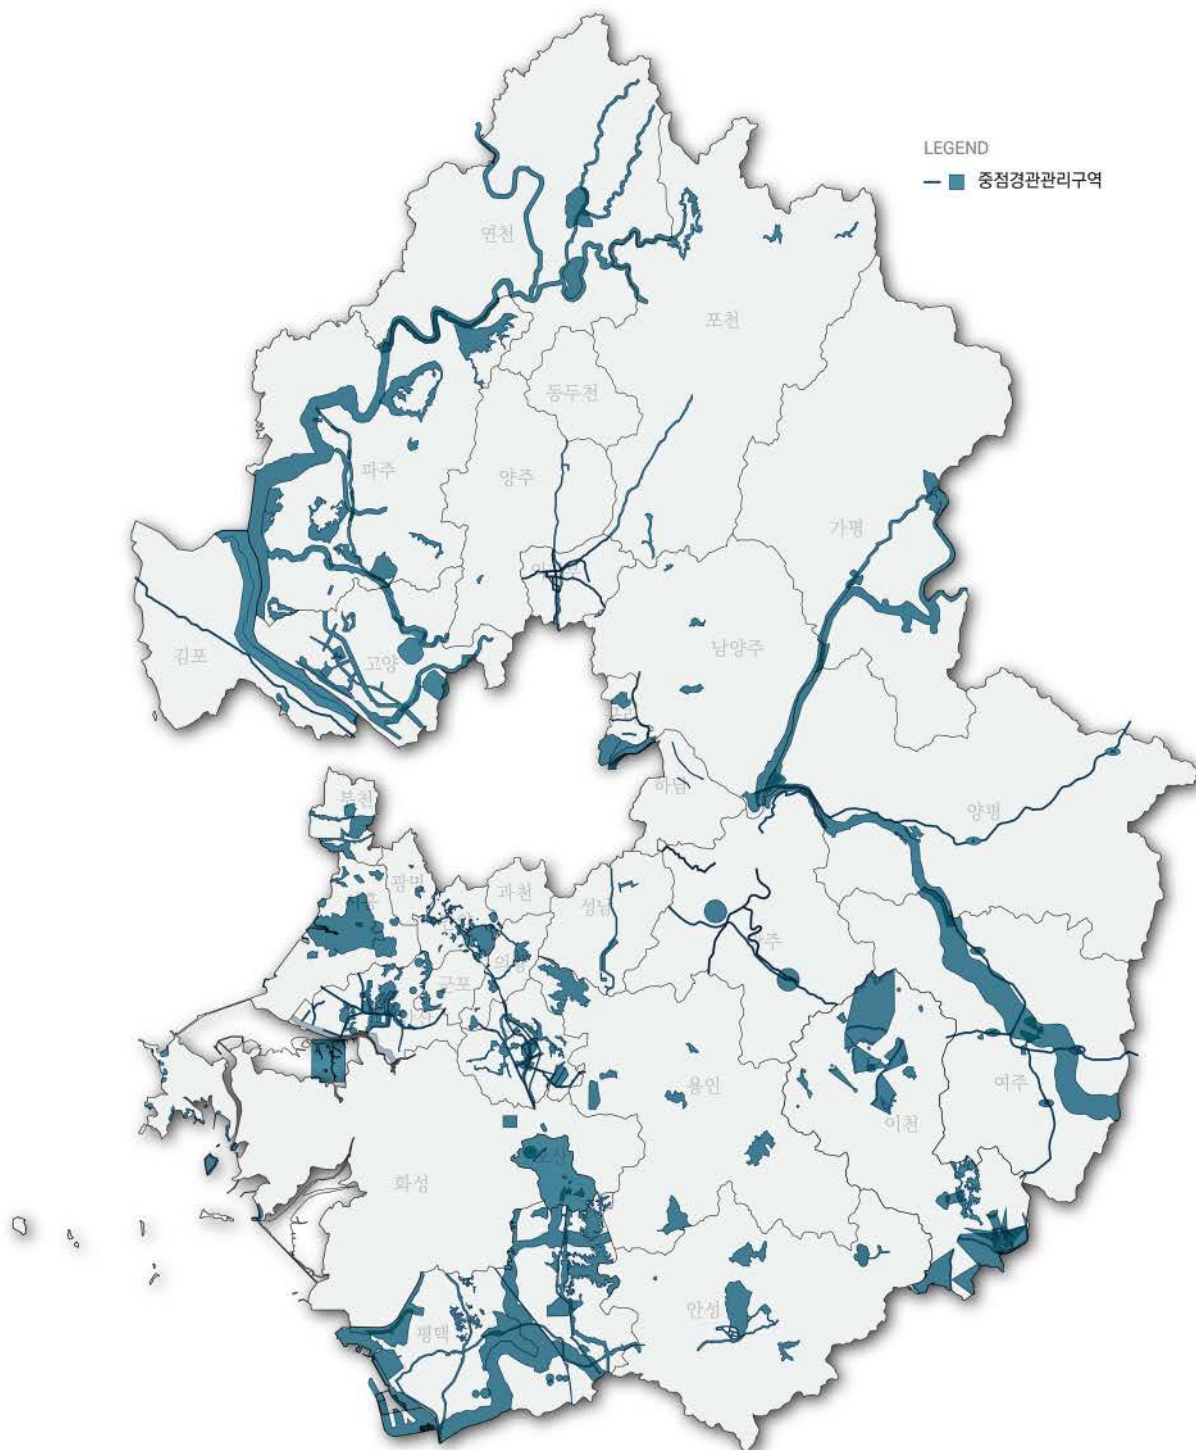 LEGEND
중점경관관리구역
연천
포천
동두천
파주
양주
가평
김포
고양
남양주
하남
부천
양평
광명
과천
성남
군포
용인
여주
이천
화성
안성
평택